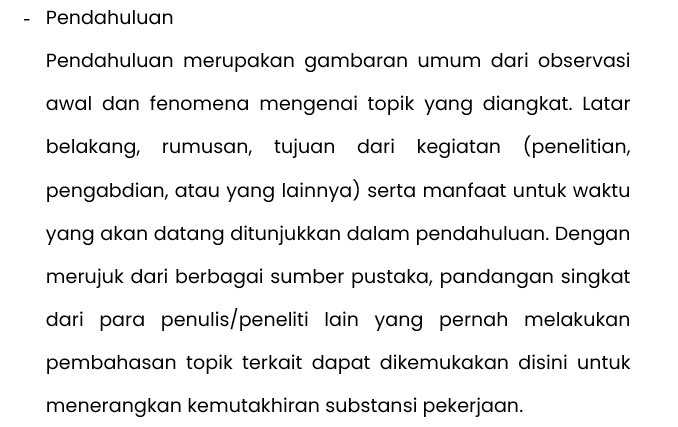 - Pendahuluan
Pendahuluan merupakan gambaran umum dari observasi
awal dan fenomena mengenai topik yang diangkat. Latar
belakang, rumusan, tujuan dari kegiatan (penelitian,
pengabdian, atau yang lainnya) serta manfaat untuk waktu
yang akan datang ditunjukkan dalam pendahuluan. Dengan
merujuk dari berbagai sumber pustaka, pandangan singkat
dari para penulis/peneliti lain yang pernah melakukan
pembahasan topik terkait dapat dikemukakan disini untuk
menerangkan kemutakhiran substansi pekerjaan.